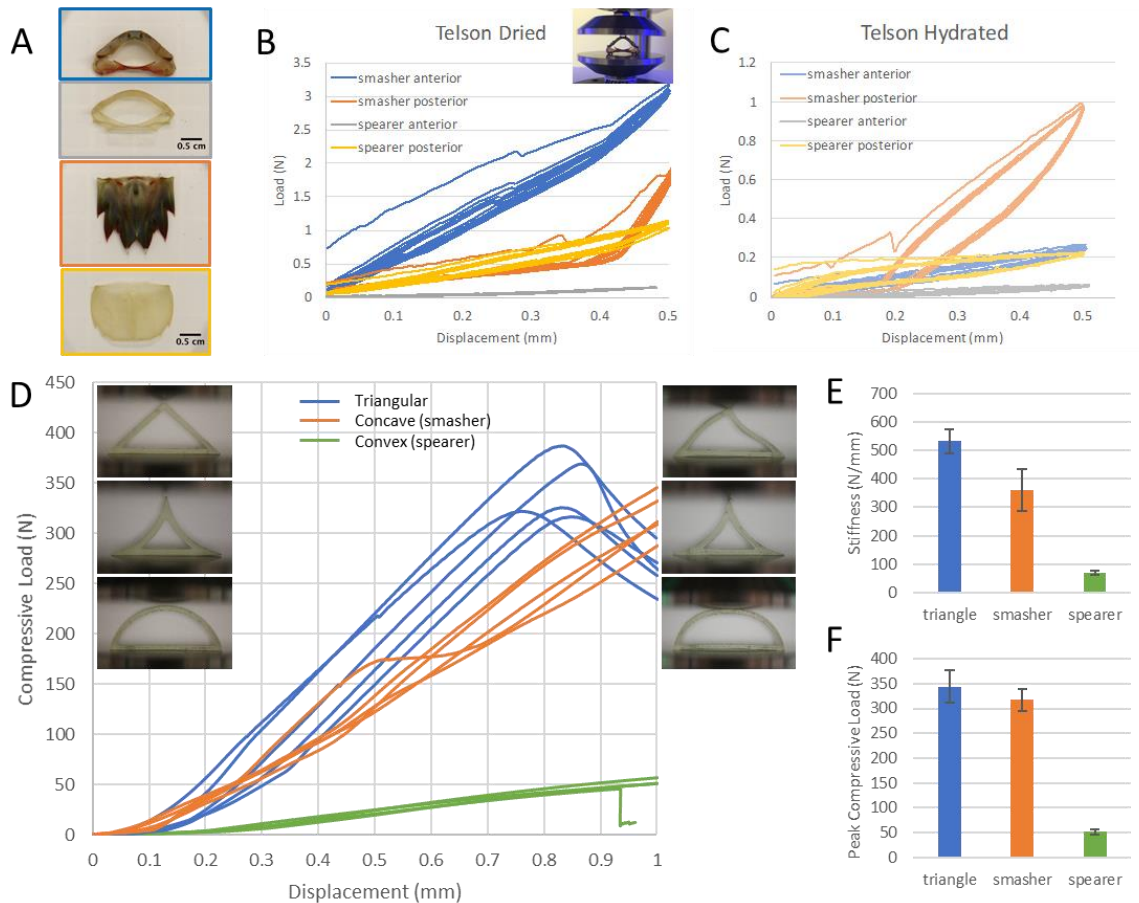 A
0.5 cm
0.5 cm
B
Telson Dried
smasher anterior
smasher posterior
spearer anterior
spearer posterior
3.5
3
2.5
2
1.5
1
0.5
0
Load (N)
0 0.1 0.2 0.3 0.4 0.5
Displacement (mm)
C
Telson Hydrated
smasher anterior
smasher posterior
spearer anterior
spearer posterior
1.2
1
0.8
0.6
0.4
0.2
0
Load (N)
0 0.1 0.2 0.3 0.4 0.5
Displacement (mm)
D
Triangular
Concave (smasher)
Convex (spearer)
450
400
350
300
250
200
150
100
50
0
Compressive Load (N)
0 0.1 0.2 0.3 0.4 0.5 0.6 0.7 0.8 0.9 1
Displacement (mm)
E
700
600
500
400
300
200
100
0
Stiffness (N/mm)
triangle smasher spearer
F
400
350
300
250
200
150
100
50
0
Peak Compressive Load (N)
triangle smasher spearer